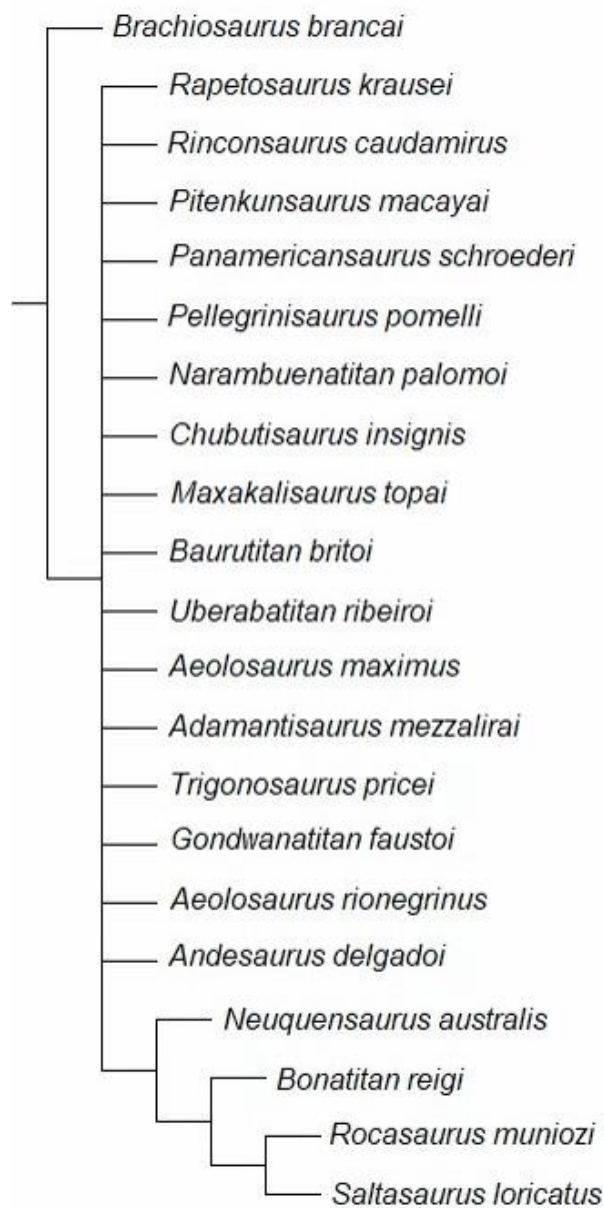 Brachiosaurus brancai
Rapetosaurus krausei
Rinconsaurus caudamirus
Pitenkunsaurus macayai
Panamericansaurus schroederi
Pellegrinisaurus pomelli
Narambuenatitan palomoi
Chubutisaurus insignis
Maxakalisaurus topai
Baurutitan britoi
Uberabatitan ribeiroi
Aeolosaurus maximus
Adamantisaurus mezzalirai
Trigonosaurus pricei
Gondwanatitan faustoi
Aeolosaurus rionegrinus
Andesaurus delgadoi
Neuquensaurus australis
Bonatitan reigi
Rocasaurus muniozi
Saltasaurus loricatus